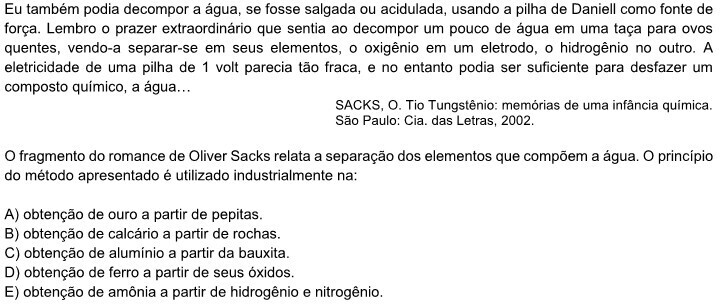 Eu também podia decompor a água, se fosse salgada ou acidulada, usando a pilha de Daniell como fonte de
força. Lembro o prazer extraordinário que sentia ao decompor um pouco de água em uma taça para ovos
quentes, vendo-a separar-se em seus elementos, o oxigênio em um eletrodo, o hidrogênio no outro. A
eletricidade de uma pilha de 1 volt parecia tão fraca, e no entanto podia ser suficiente para desfazer um
composto químico, a água…
SACKS, O. Tio Tungstênio: memórias de uma infância química.
São Paulo: Cia. das Letras, 2002.
O fragmento do romance de Oliver Sacks relata a separação dos elementos que compõem a água. O princípio
do método apresentado é utilizado industrialmente na:
A) obtenção de ouro a partir de pepitas.
B) obtenção de calcário a partir de rochas.
C) obtenção de alumínio a partir da bauxita.
D) obtenção de ferro a partir de seus óxidos.
E) obtenção de amônia a partir de hidrogênio e nitrogênio.